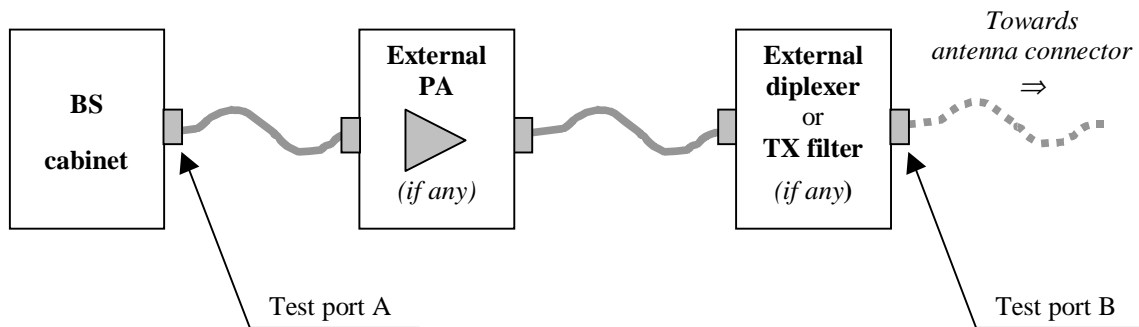 BS
cabinet
External
PA
(if any)
External
diplexer
or
TX filter
(if any)
Towards
antenna connector
⇒
Test port A
Test port B